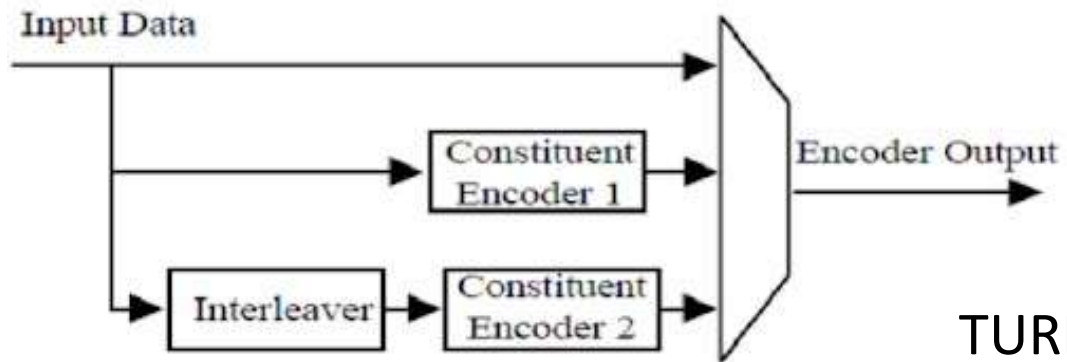 Input Data
Constituent
Encoder 1
Encoder Output
Interleaver
Constituent
Encoder 2
TUR